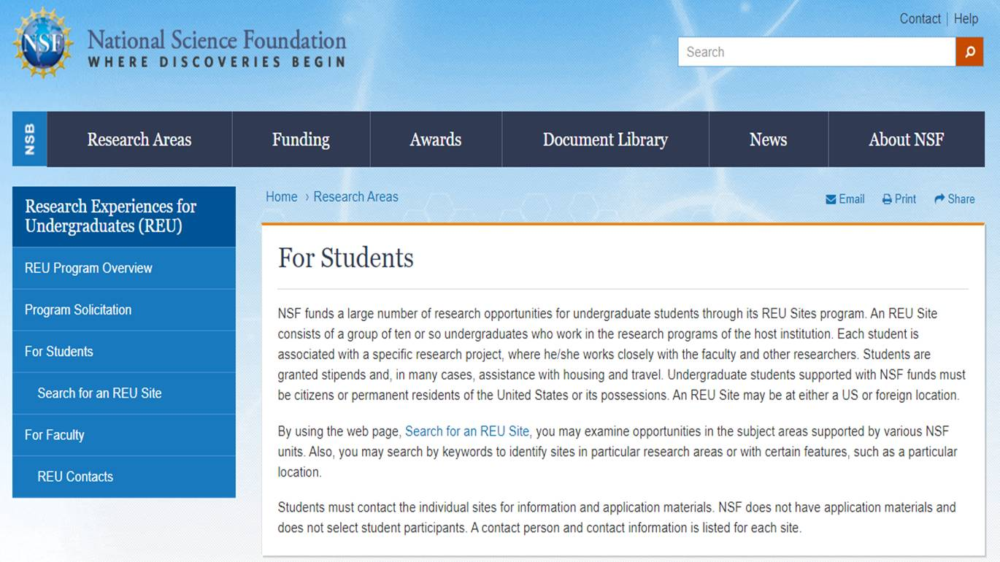 Contact | Help
NSF
National Science Foundation
WHERE DISCOVERIES BEGIN
Search
NSB
Research Areas
Funding
Awards
Document Library
News
About NSF
Research Experiences for
Undergraduates (REU)
REU Program Overview
Program Solicitation
For Students
Search for an REU Site
For Faculty
REU Contacts
Home › Research Areas
Email
Print
Share
For Students
NSF funds a large number of research opportunities for undergraduate students through its REU Sites program. An REU Site
consists of a group of ten or so undergraduates who work in the research programs of the host institution. Each student is
associated with a specific research project, where he/she works closely with the faculty and other researchers. Students are
granted stipends and, in many cases, assistance with housing and travel. Undergraduate students supported with NSF funds must
be citizens or permanent residents of the United States or its possessions. An REU Site may be at either a US or foreign location.
By using the web page, Search for an REU Site, you may examine opportunities in the subject areas supported by various NSF
units. Also, you may search by keywords to identify sites in particular research areas or with certain features, such as a particular
location.
Students must contact the individual sites for information and application materials. NSF does not have application materials and
does not select student participants. A contact person and contact information is listed for each site.